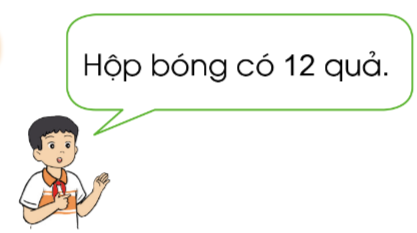 Hộp bóng có 12 quả.